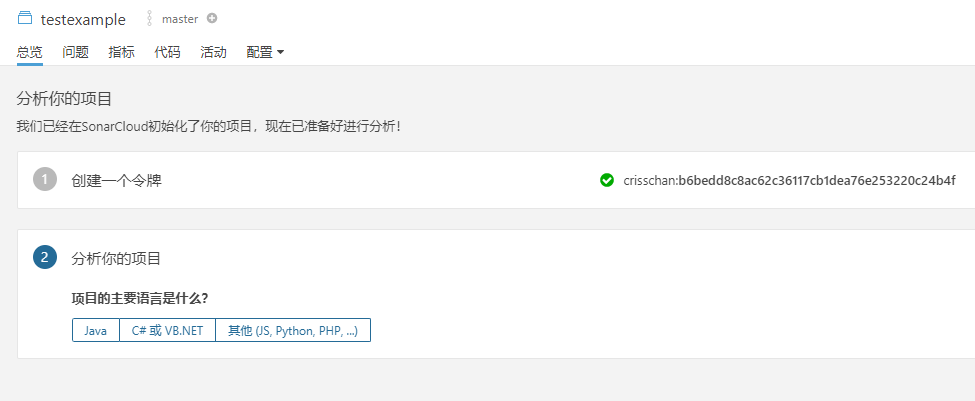 testexample master
总览 问题 指标 代码 活动 配置
分析你的项目
我们已经在SonarCloud初始化了你的项目，现在已准备好进行分析！
1 创建一个令牌 crisschan:b6bedd8c8ac62c36117cb1dea76e253220c24b4f
2 分析你的项目
项目的主要语言是什么？
Java C# 或 VB.NET 其他 (JS, Python, PHP, ...)